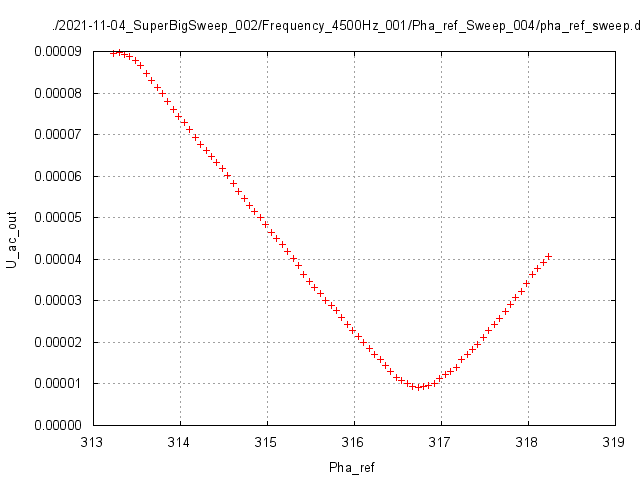 ./2021-11-04_SuperBigSweep_002/Frequency_4500Hz_001/Pha_ref_Sweep_004/pha_ref_sweep.d
0.00009
0.00008
0.00007
0.00006
0.00005
0.00004
0.00003
0.00002
0.00001
0.00000
U_ac_out
313 314 315 316 317 318 319
Pha_ref